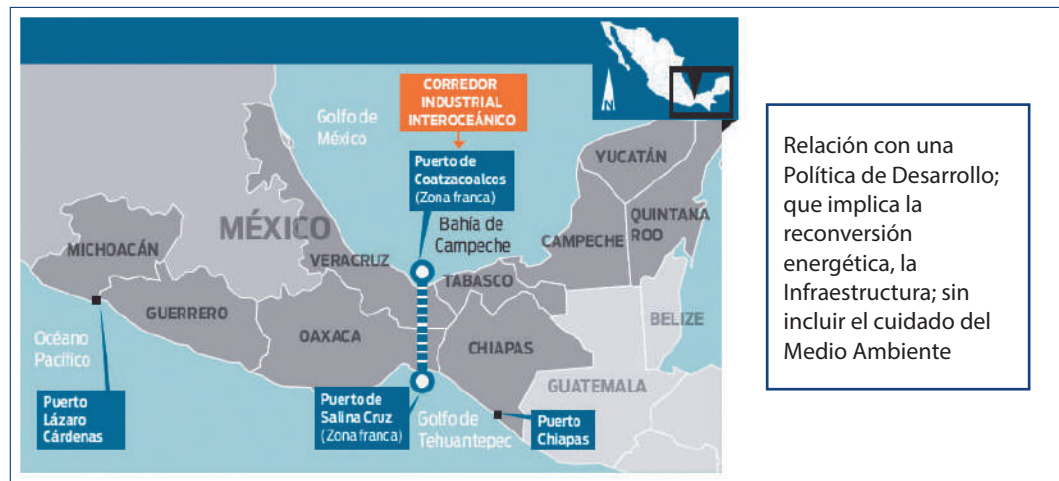 CORREDOR
INDUSTRIAL
INTEROCEÁNICO
Golfo de
México
Puerto de
Coatzacoalcos
(Zona franca)
N
YUCATÁN
QUINTANA
ROO
CAMPECHE
Bahía de
Campeche
MÉXICO
MICHOACÁN
VERACRUZ
TABASCO
GUERRERO
OAXACA
CHIAPAS
BELIZE
GUATEMALA
Océano
Pacífico
Puerto
Lázaro
Cárdenas
Puerto de
Salina Cruz
(Zona franca)
Golfo de
Tehuantepec
Puerto
Chiapas
Relación con una
Política de Desarrollo;
que implica la
reconversión
energética, la
Infraestructura; sin
incluir el cuidado del
Medio Ambiente